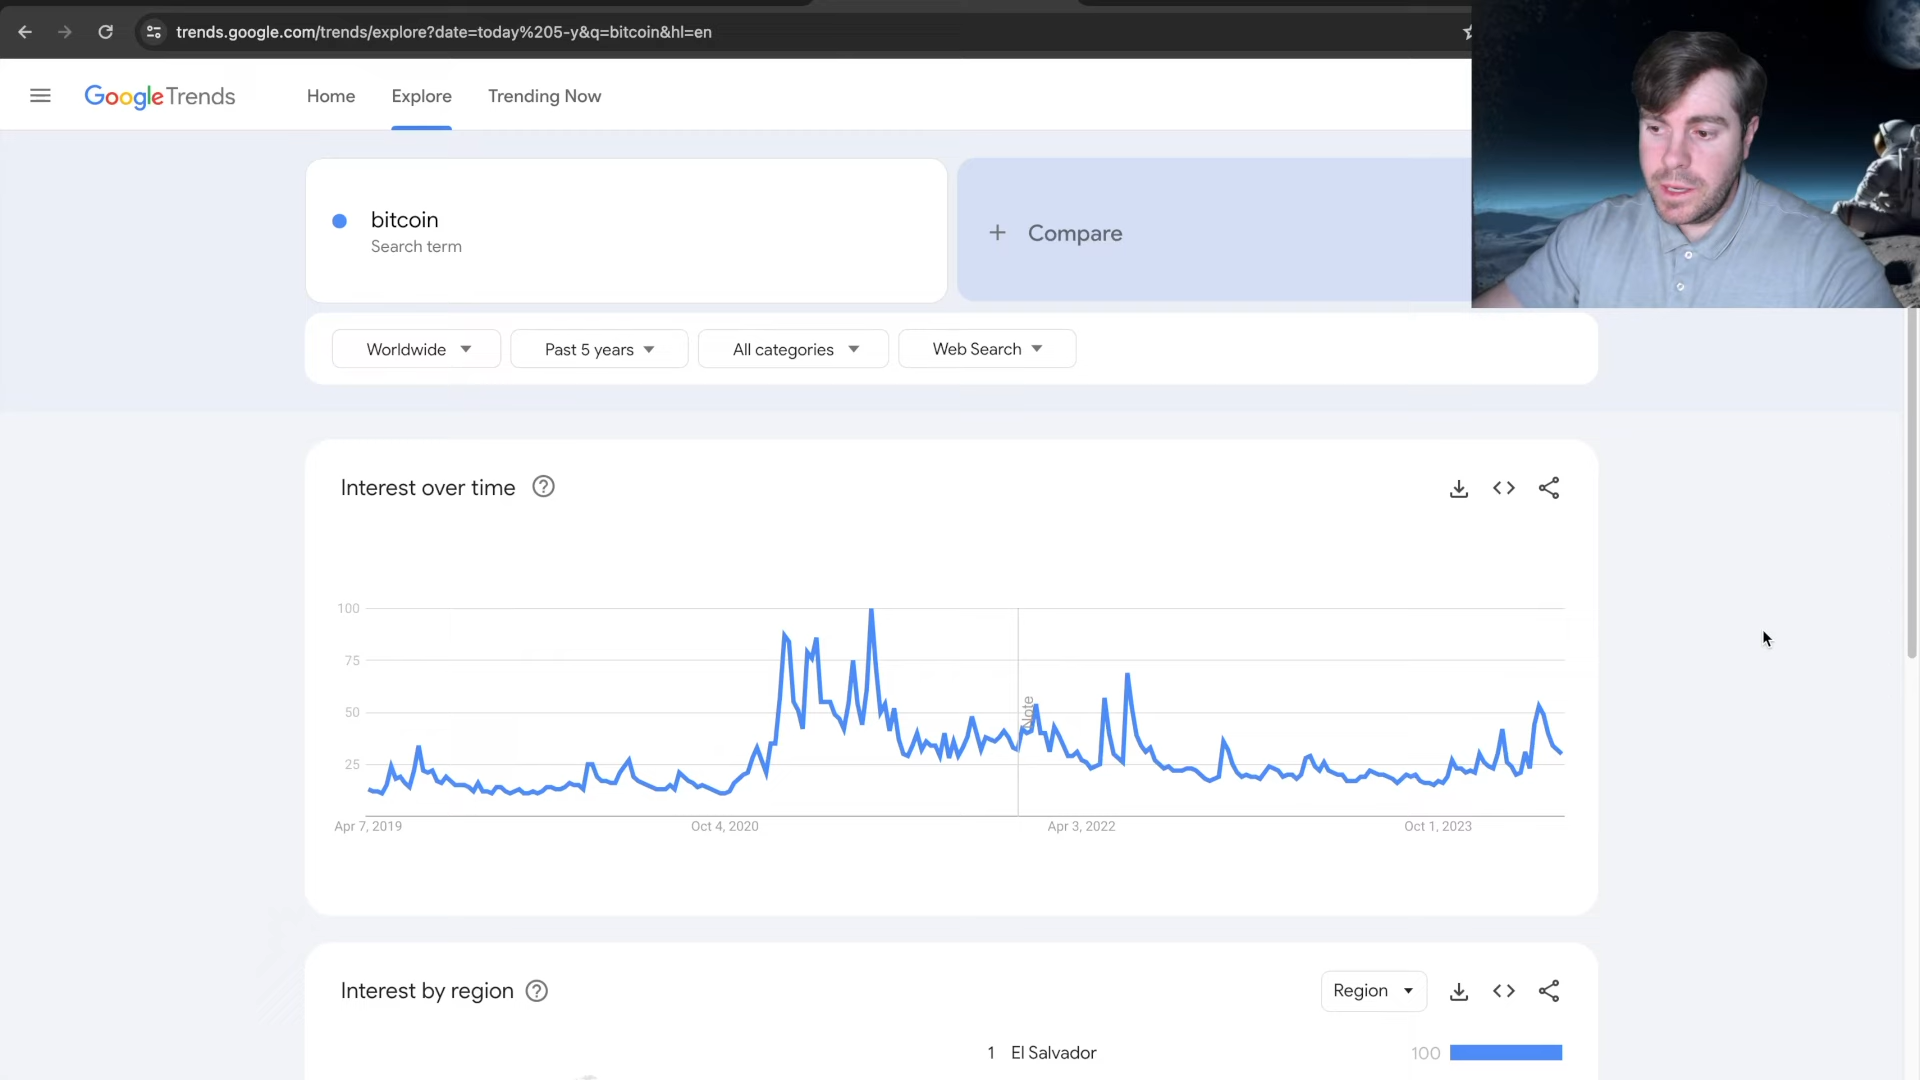 trends.google.com/trends/explore?date=today%205-y&q=bitcoin&hl=en
Google Trends
Home
Explore
Trending Now
bitcoin
Search term
+ Compare
Worldwide
Past 5 years
All categories
Web Search
Interest over time
100
75
50
25
Note
Apr 7, 2019
Oct 4, 2020
Apr 3, 2022
Oct 1, 2023
Interest by region
Region
1 El Salvador
100